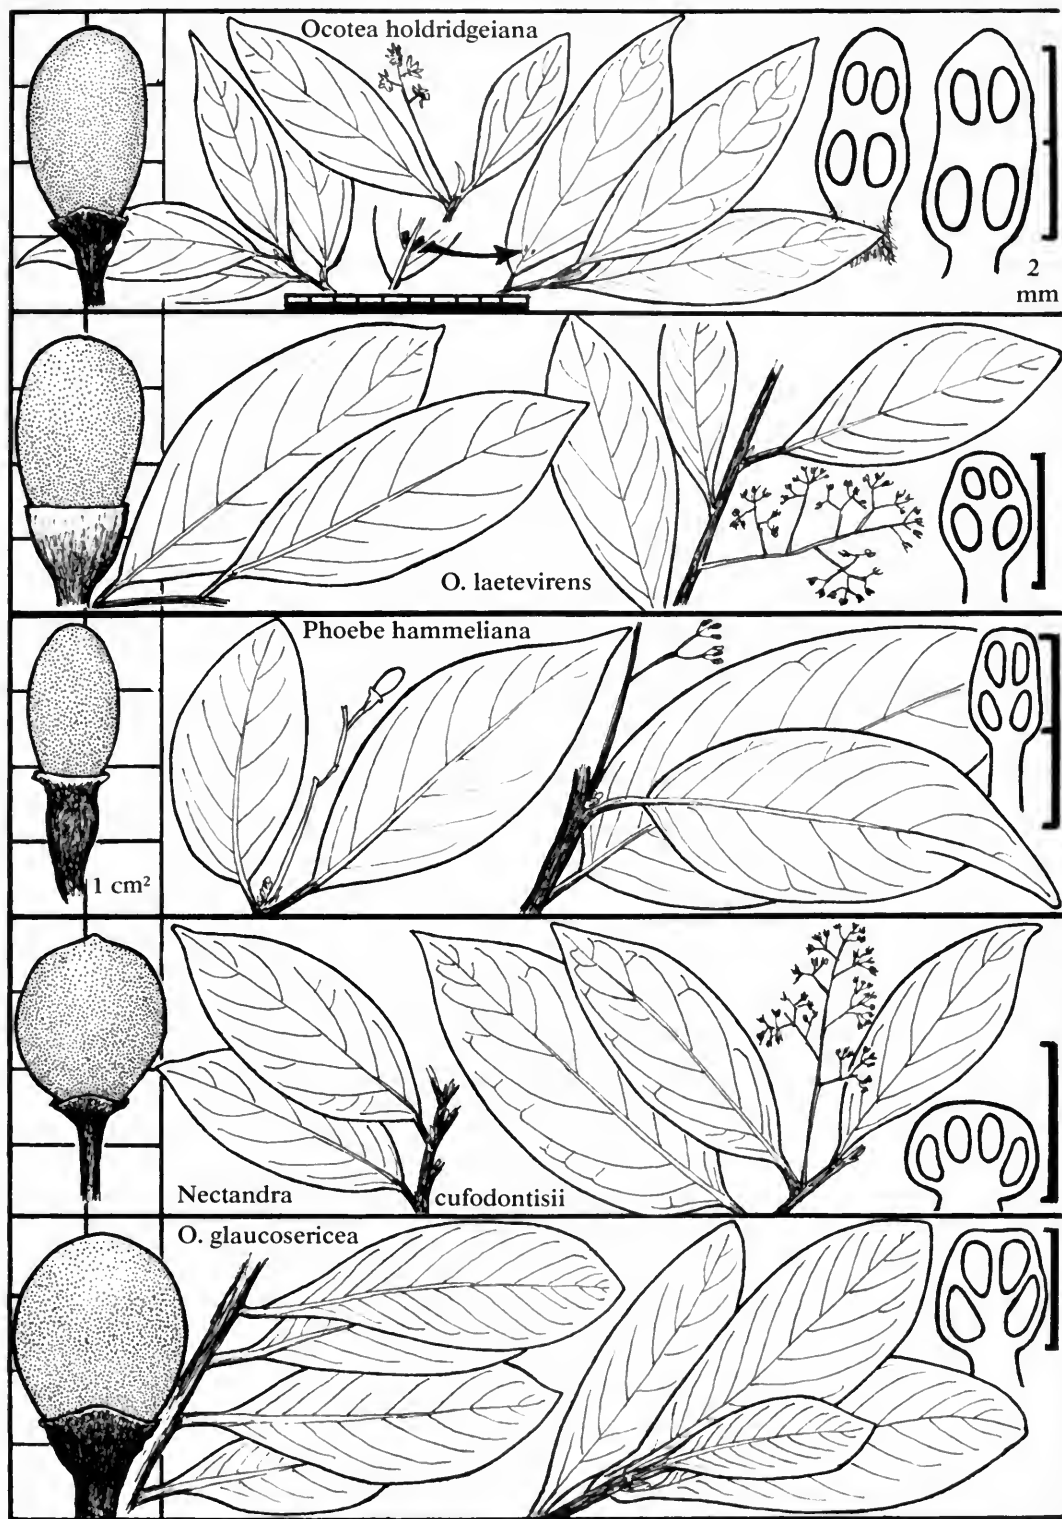 Ocotea holdridgeiana
2
mm
O. laetevirens
Phoebe hammeliana
1 cm²
Nectandra cufodontisii
O. glaucosericea